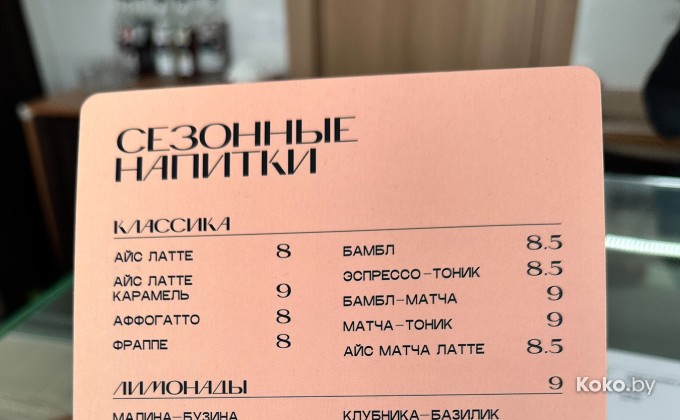 СЕЗОННЫЕ
НАПИТКИ
КЛАССИКА
АЙС ЛАТТЕ 8
АЙС ЛАТТЕ
КАРАМЕЛЬ 9
АФФОГАТТО 8
ФРАППЕ 8
БАМБЛ 8.5
ЭСПРЕССО-ТОНИК 8.5
БАМБЛ-МАТЧА 9
МАТЧА-ТОНИК 9
АЙС МАТЧА ЛАТТЕ 8.5
ЛИМОНАДЫ 9
МАЛИНА-БУЗИНА
КЛУБНИКА-БАЗИЛИК
Koko.by